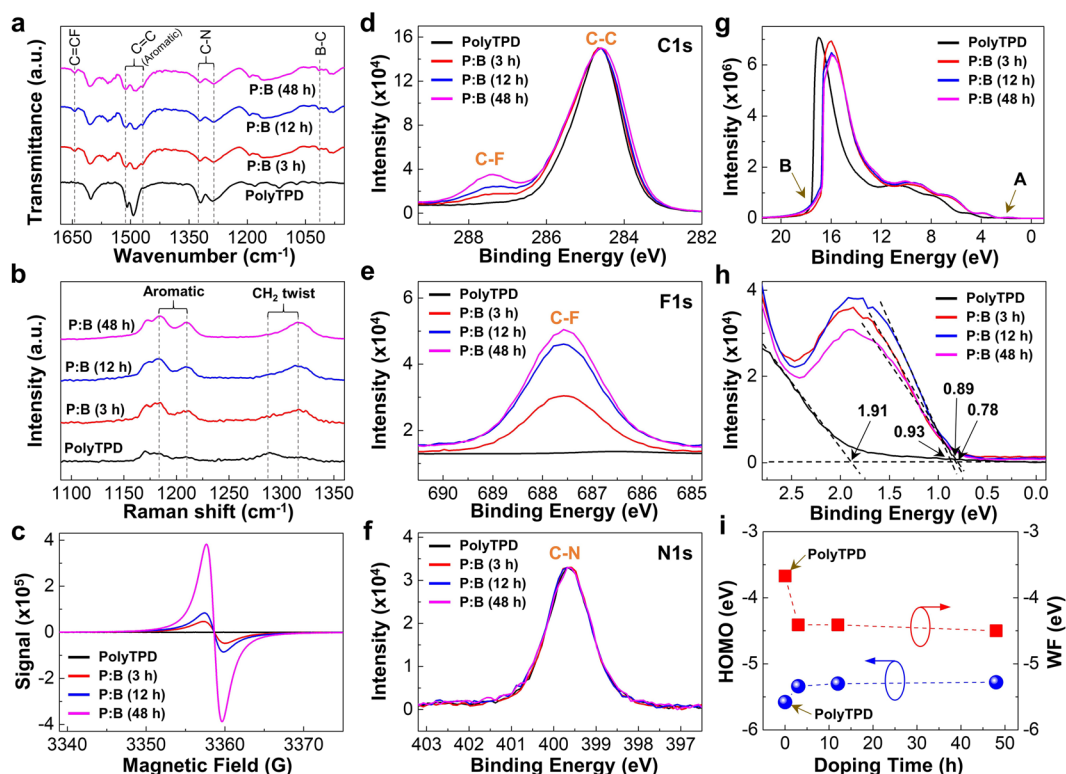 a
C=CF
C=C
(Aromatic)
C-N
B-C
P:B (48 h)
P:B (12 h)
P:B (3 h)
PolyTPD
Transmittance (a.u.)
1650 1500 1350 1200 1050
Wavenumber (cm⁻¹)
b
Aromatic
CH₂ twist
P:B (48 h)
P:B (12 h)
P:B (3 h)
PolyTPD
Intensity (a.u.)
1100 1150 1200 1250 1300 1350
Raman shift (cm⁻¹)
c
4
2
0
-2
-4
Signal (x10⁵)
PolyTPD
P:B (3 h)
P:B (12 h)
P:B (48 h)
3340 3350 3360 3370
Magnetic Field (G)
d
PolyTPD
P:B (3 h)
P:B (12 h)
P:B (48 h)
C-C
C1s
C-F
15
10
5
0
Intensity (x10⁴)
288 286 284 282
Binding Energy (eV)
e
PolyTPD
P:B (3 h)
P:B (12 h)
P:B (48 h)
F1s
C-F
6
4
2
0
Intensity (x10⁴)
690 689 688 687 686 685
Binding Energy (eV)
f
PolyTPD
P:B (3 h)
P:B (12 h)
P:B (48 h)
C-N
N1s
4
3
2
1
0
Intensity (x10⁴)
403 402 401 400 399 398 397
Binding Energy (eV)
g
PolyTPD
P:B (3 h)
P:B (12 h)
P:B (48 h)
B
A
8
6
4
2
0
Intensity (x10⁶)
20 16 12 8 4 0
Binding Energy (eV)
h
PolyTPD
P:B (3 h)
P:B (12 h)
P:B (48 h)
1.91
0.93
0.89
0.78
4
2
0
Intensity (x10⁴)
2.5 2.0 1.5 1.0 0.5 0.0
Binding Energy (eV)
i
PolyTPD
PolyTPD
-3
-4
-5
-6
HOMO (eV)
-3
-4
-5
-6
WF (eV)
0 10 20 30 40 50
Doping Time (h)